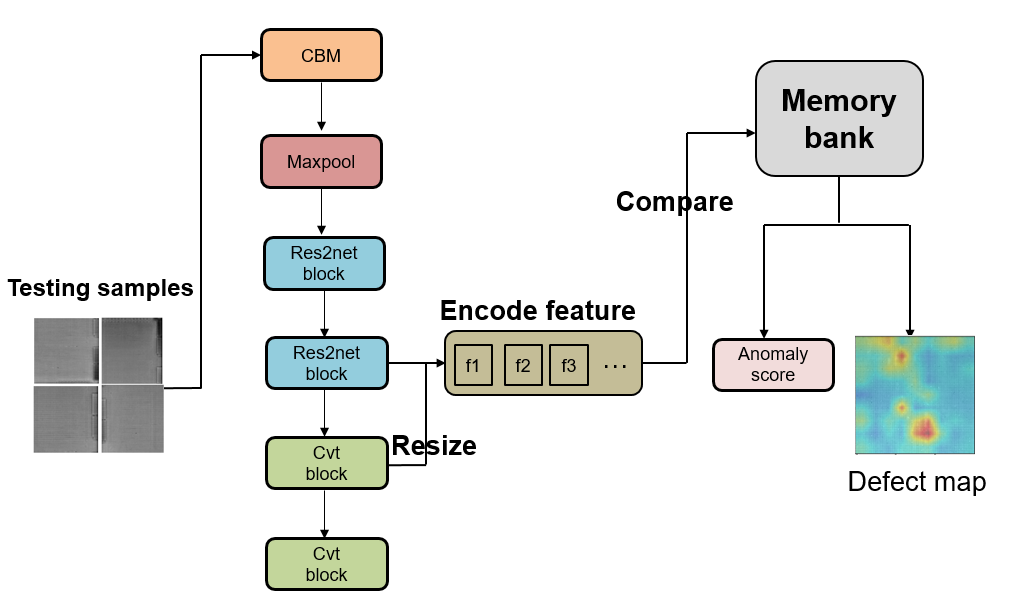 CBM
Maxpool
Res2net
block
Res2net
block
Cvt
block
Cvt
block
Testing samples
Resize
Encode feature
f1 f2 f3 ...
Compare
Memory
bank
Anomaly
score
Defect map